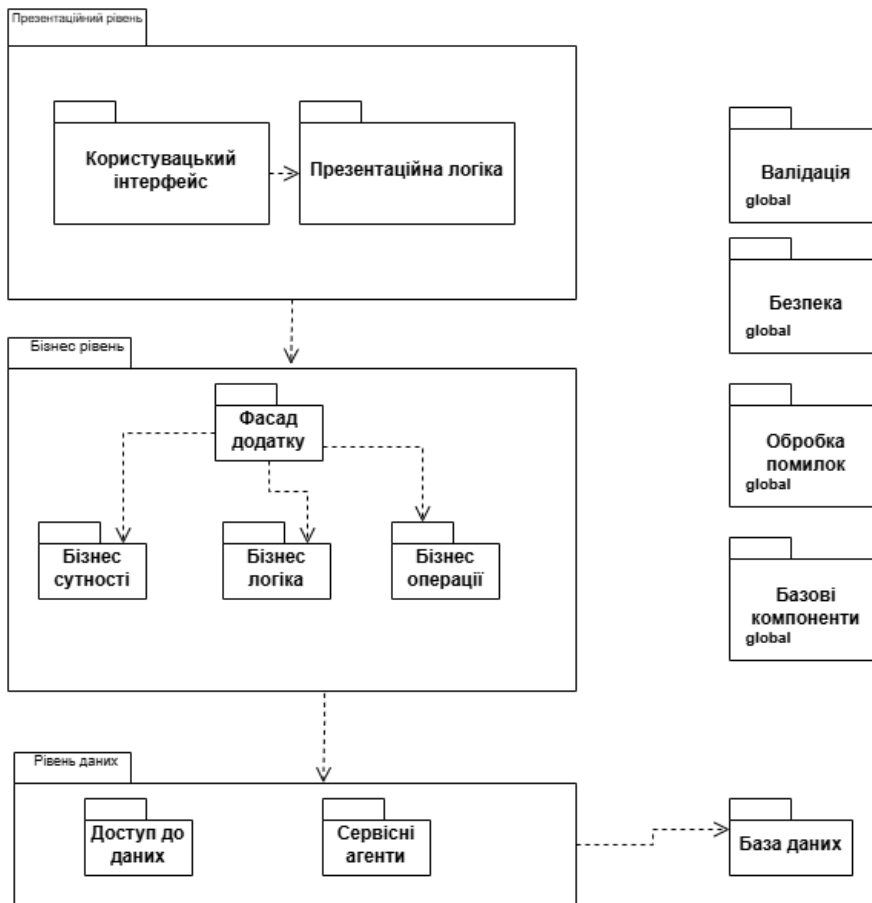 Презентаційний рівень
Користувацький
інтерфейс
Презентаційна логіка
Валідація
global
Безпека
global
Бізнес рівень
Фасад
додатку
Обробка
помилок
global
Бізнес
сутності
Бізнес
логіка
Бізнес
операції
Базові
компоненти
global
Рівень даних
Доступ до
даних
Сервісні
агенти
База даних